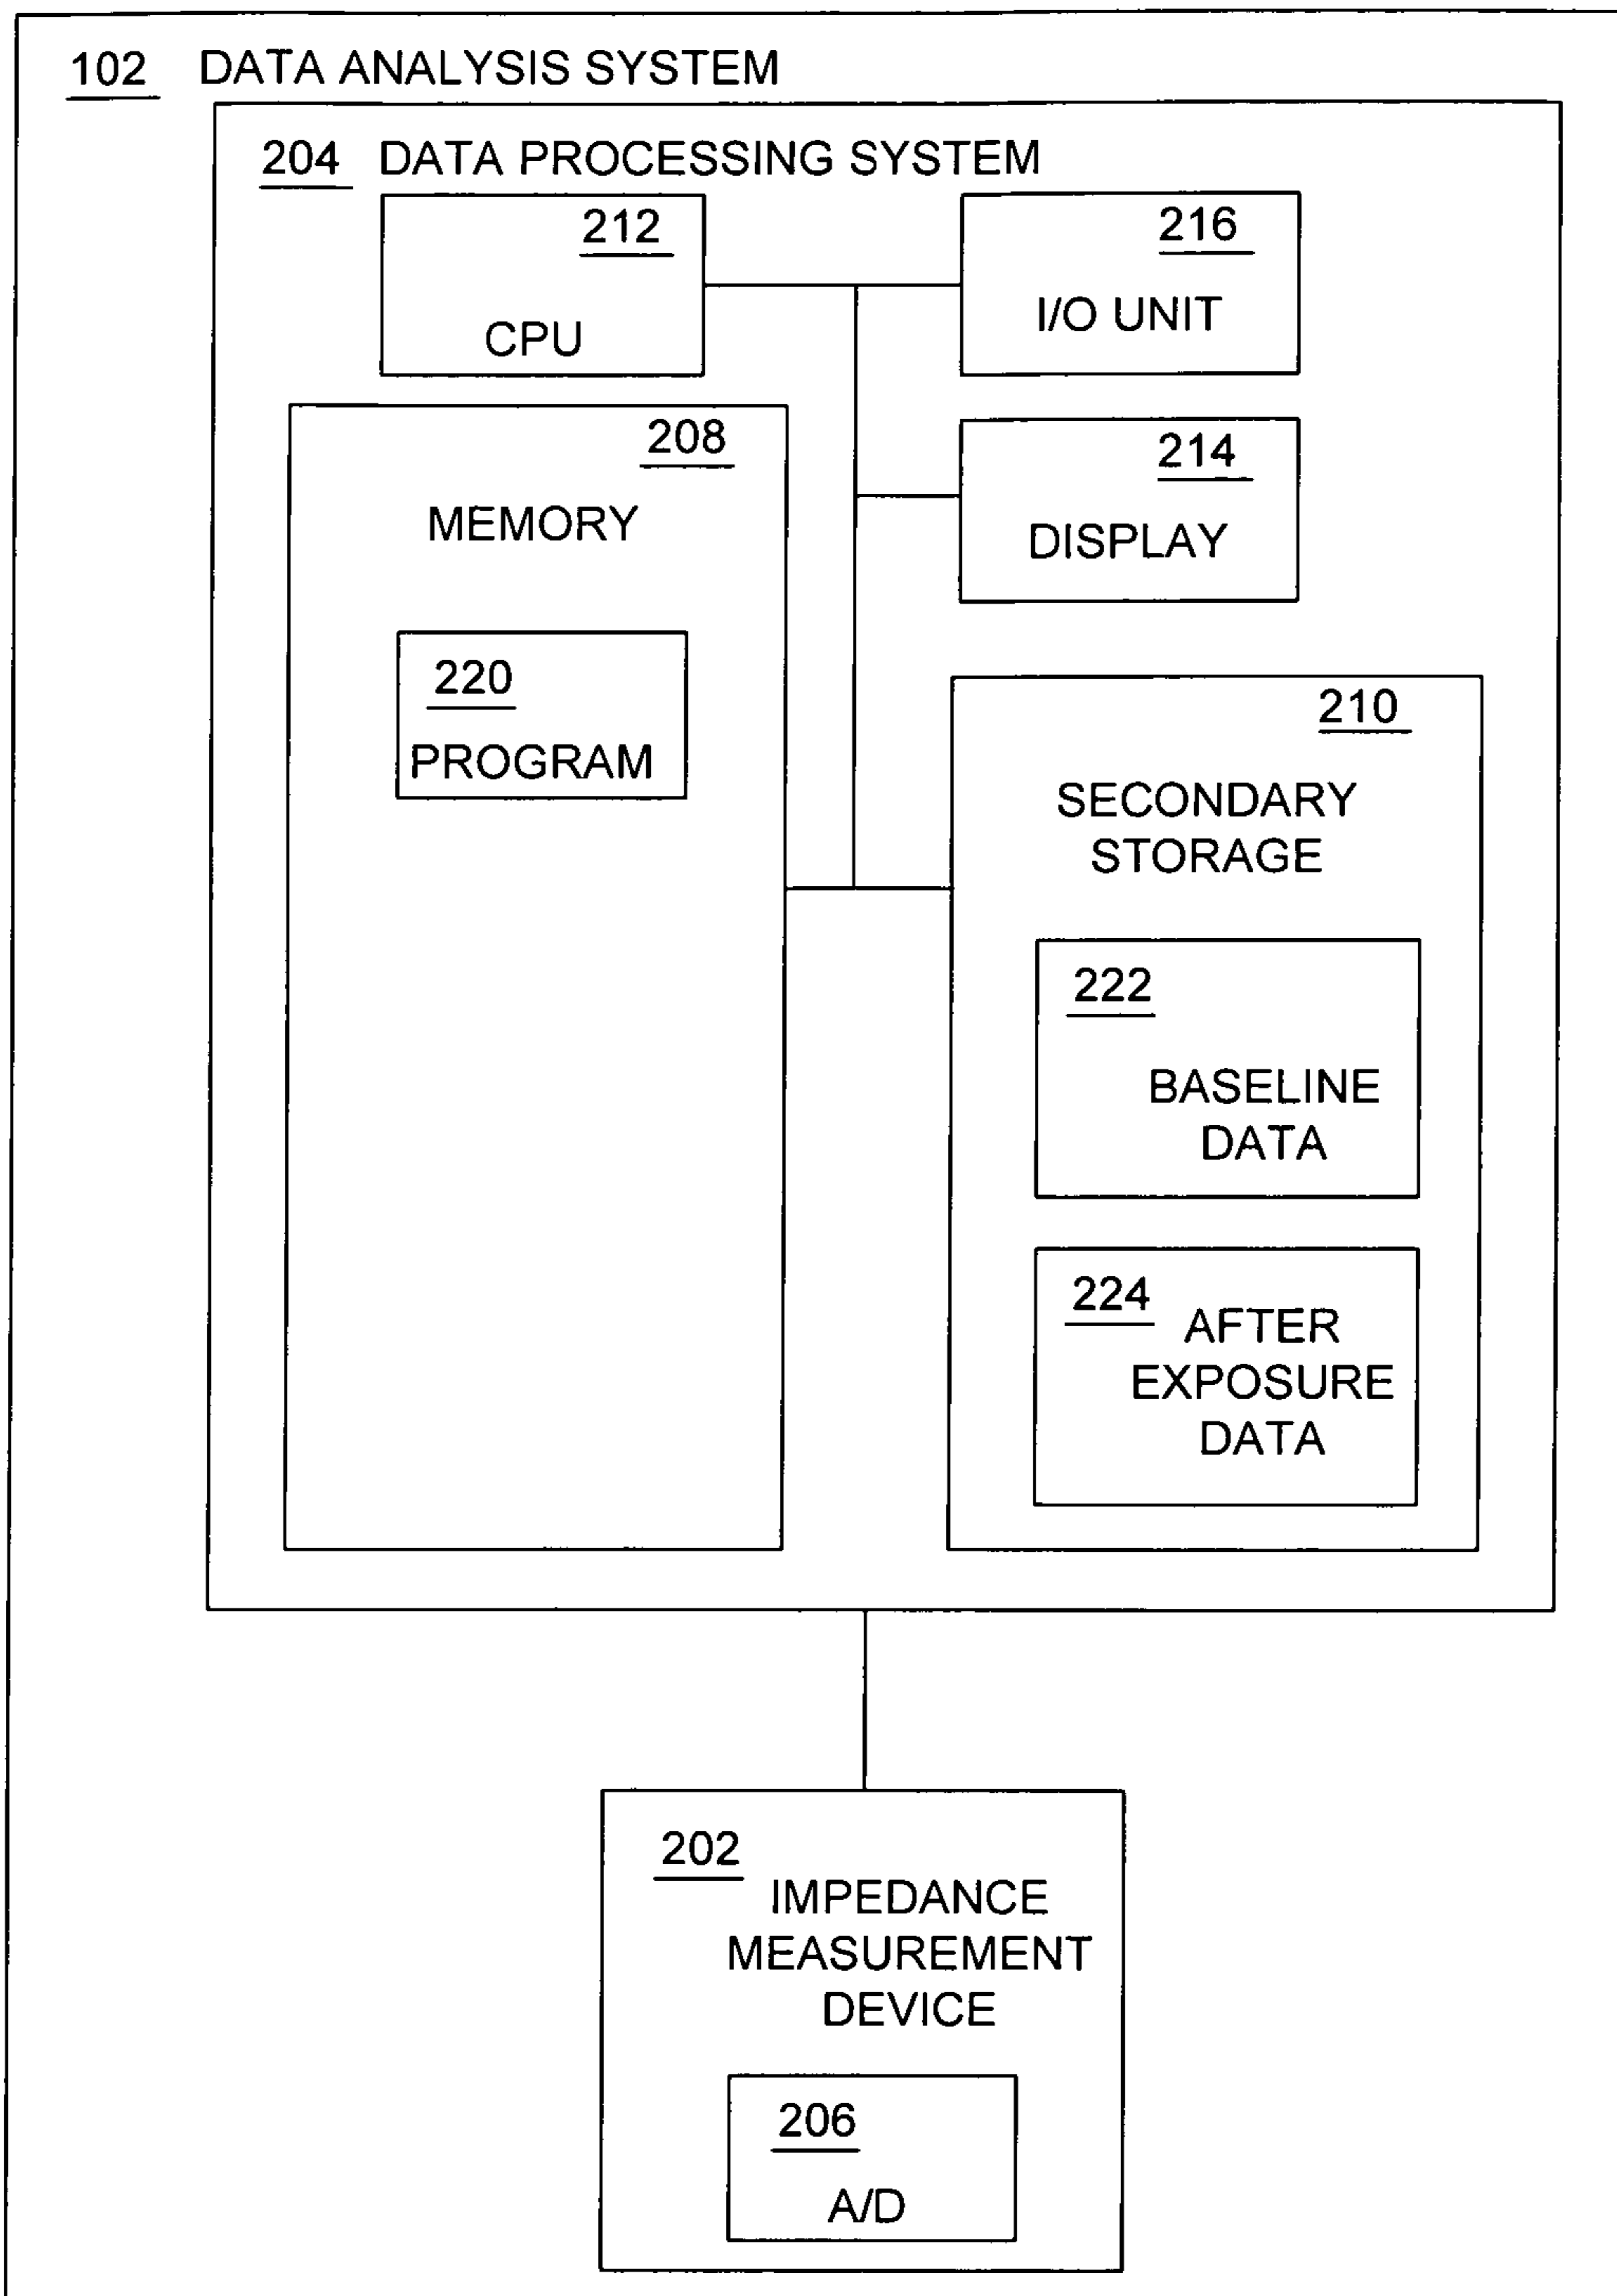 102 DATA ANALYSIS SYSTEM
204 DATA PROCESSING SYSTEM
212
CPU
216
I/O UNIT
208
MEMORY
214
DISPLAY
220
PROGRAM
210
SECONDARY
STORAGE
222
BASELINE
DATA
224
AFTER
EXPOSURE
DATA
202
IMPEDANCE
MEASUREMENT
DEVICE
206
A/D